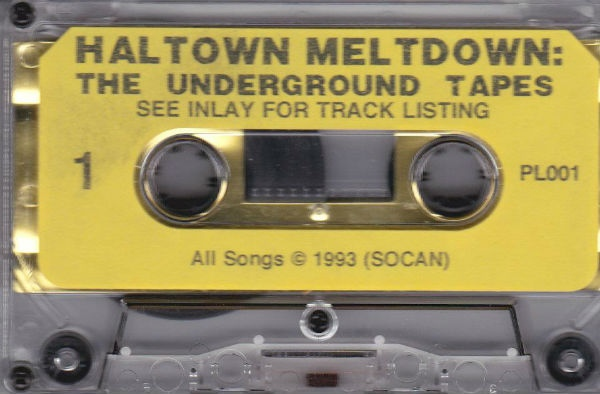 HALTOWN MELTDOWN:
THE UNDERGROUND TAPES
SEE INLAY FOR TRACK LISTING
1
PL001
All Songs © 1993 (SOCAN)